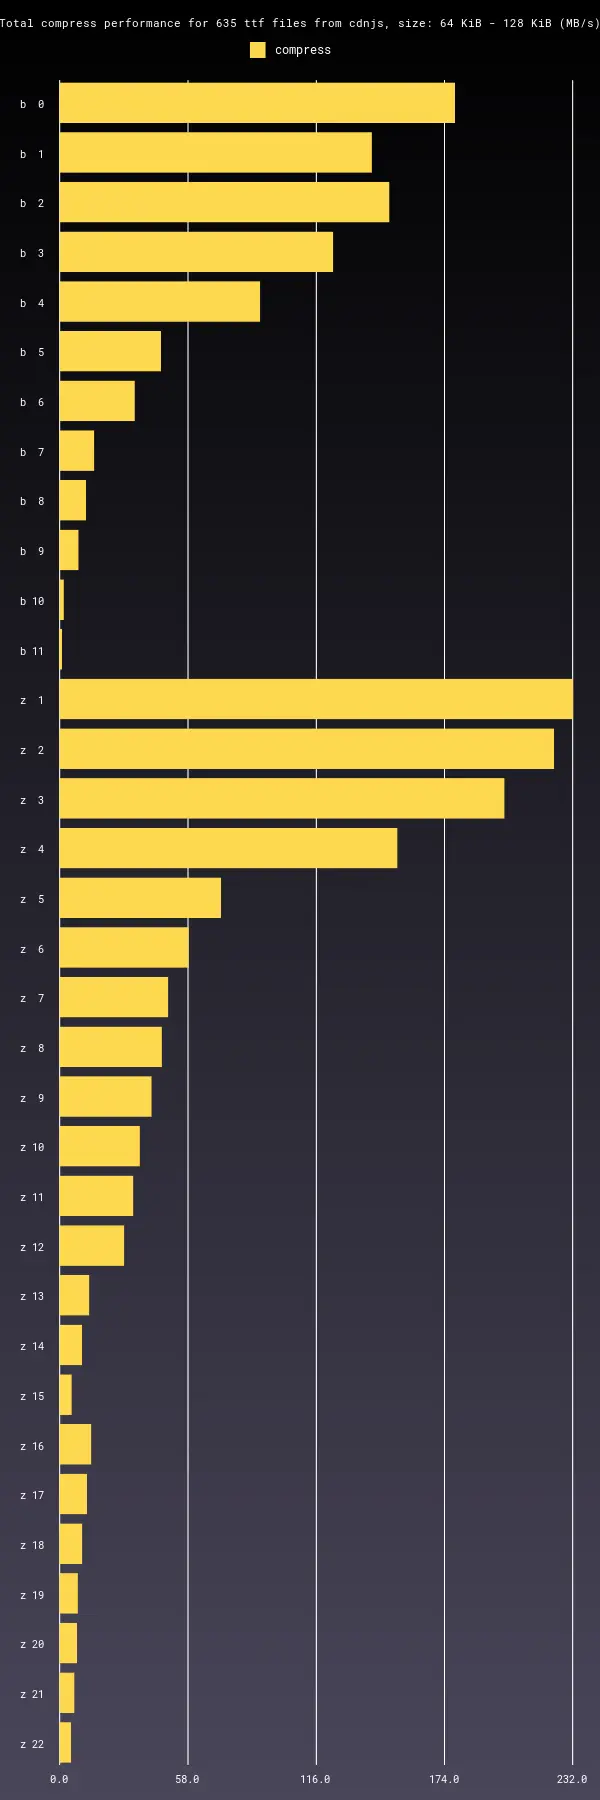 Total compress performance for 635 ttf files from cdnjs, size: 64 KiB - 128 KiB (MB/s)
compress
b 0
b 1
b 2
b 3
b 4
b 5
b 6
b 7
b 8
b 9
b 10
b 11
z 1
z 2
z 3
z 4
z 5
z 6
z 7
z 8
z 9
z 10
z 11
z 12
z 13
z 14
z 15
z 16
z 17
z 18
z 19
z 20
z 21
z 22
0.0 58.0 116.0 174.0 232.0